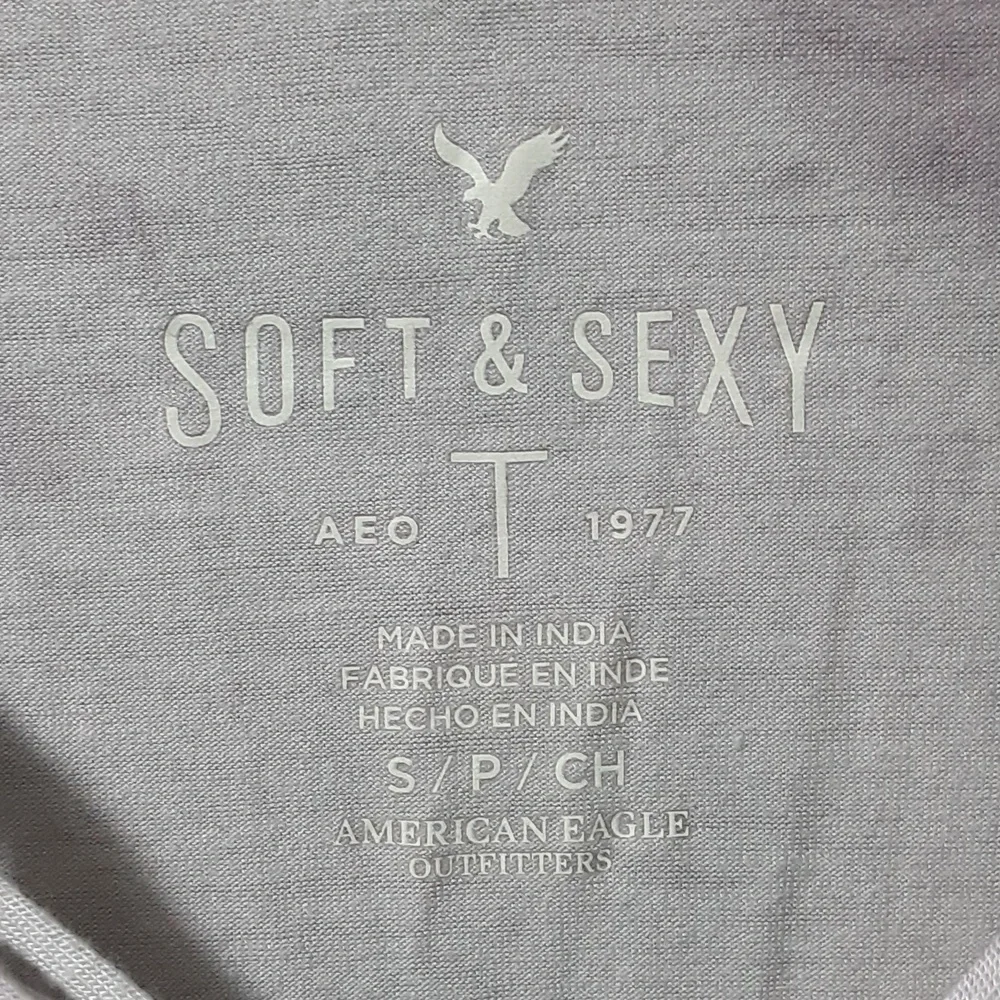 SOFT & SEXY
T
AEO 1977
MADE IN INDIA
FABRIQUE EN INDE
HECHO EN INDIA
S / P / CH
AMERICAN EAGLE
OUTFITTERS